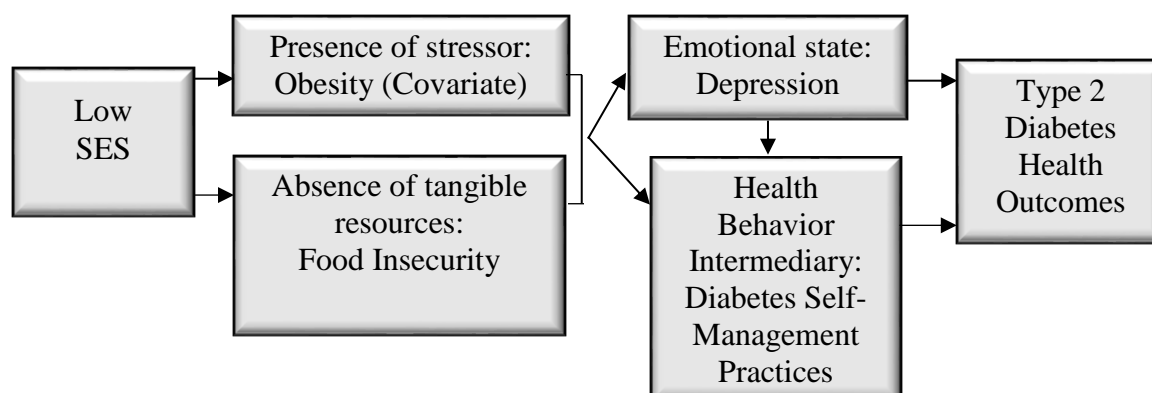 Low
SES
Presence of stressor:
Obesity (Covariate)
Absence of tangible
resources:
Food Insecurity
Emotional state:
Depression
Health
Behavior
Intermediary:
Diabetes Self-
Management
Practices
Type 2
Diabetes
Health
Outcomes